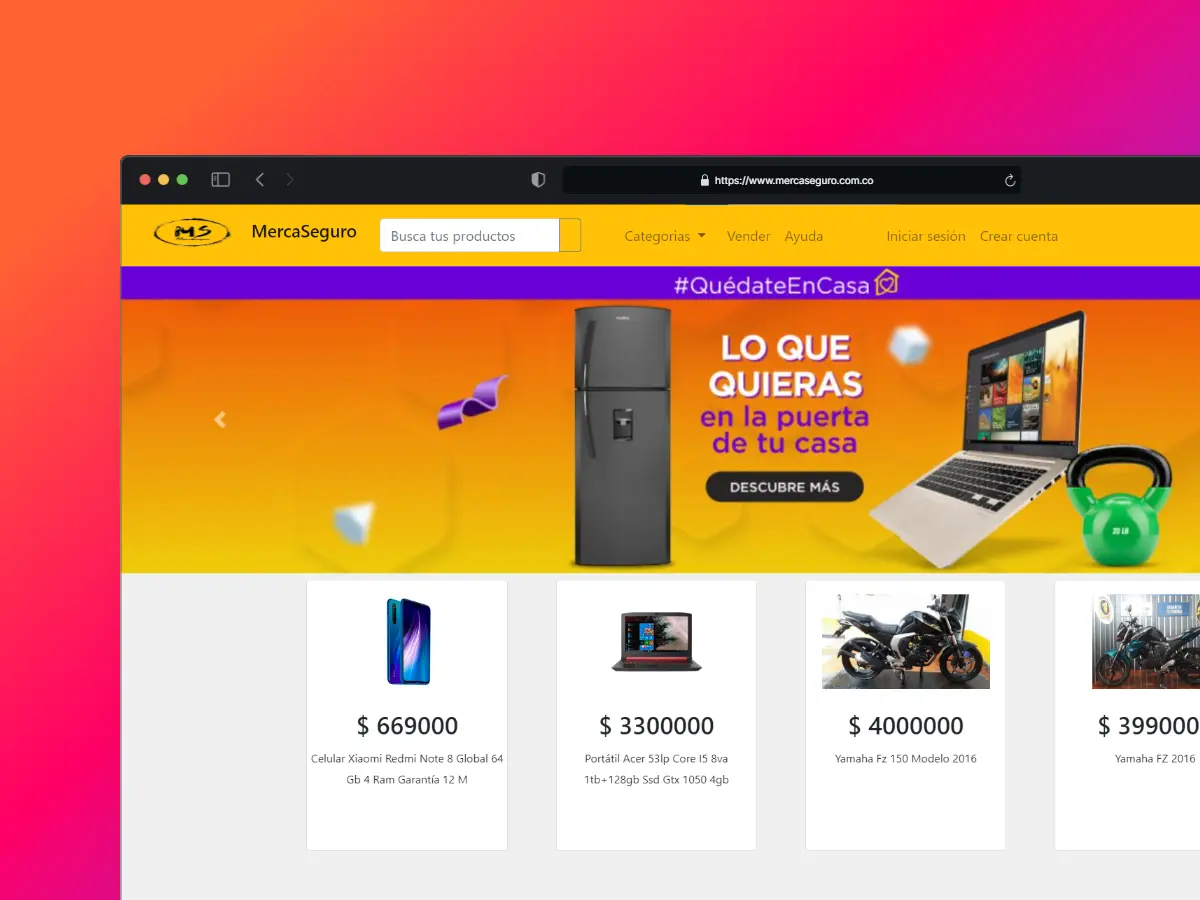 https://www.mercaseguro.com.co
MS MercaSeguro Busca tus productos Categorias Vender Ayuda Iniciar sesión Crear cuenta
#QuédateEnCasa
LO QUE
QUIERAS
en la puerta
de tu casa
DESCUBRE MÁS
20 LB
$ 669000
Celular Xiaomi Redmi Note 8 Global 64
Gb 4 Ram Garantía 12 M
$ 3300000
Portátil Acer 53lp Core I5 8va
1tb+128gb Ssd Gtx 1050 4gb
$ 4000000
Yamaha Fz 150 Modelo 2016
$ 399000
Yamaha FZ 2016